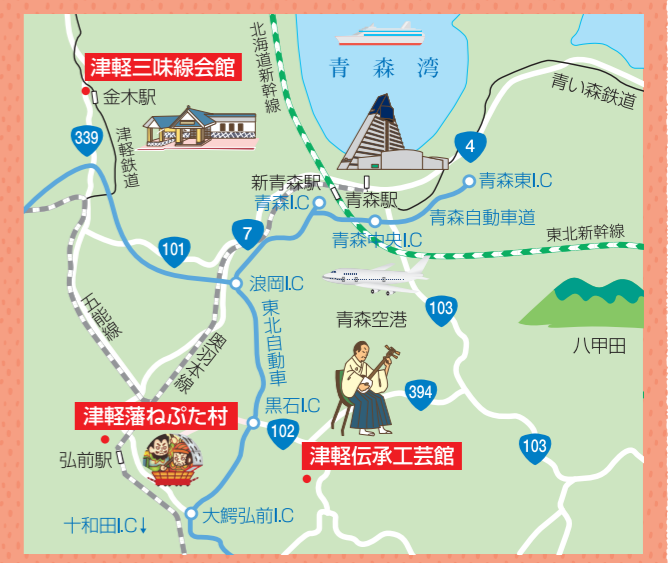 津軽三味線会館
金木駅
339
津軽鉄道
北海道新幹線
青森湾
青い森鉄道
4
新青森駅
青森駅
青森I.C
青森東I.C
7
101
青森中央I.C
青森自動車道
東北新幹線
浪岡I.C
五能線
奥羽本線
東北自動車
青森空港
103
八甲田
394
黒石I.C
102
津軽藩ねぷた村
弘前駅
津軽伝承工芸館
103
大鰐弘前I.C
十和田I.C↓